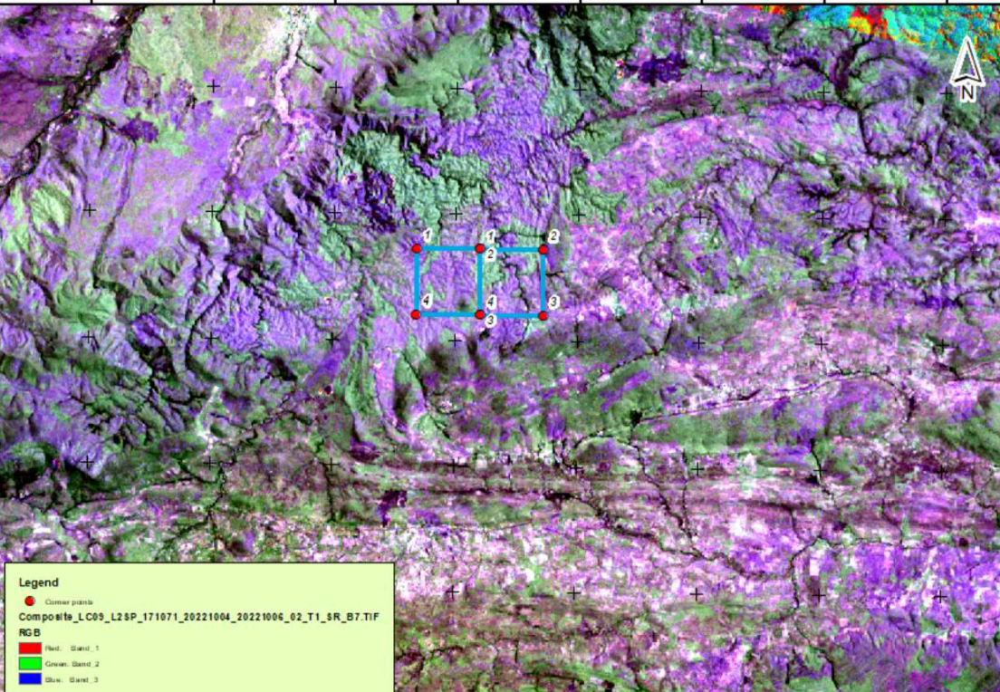 N
1 1 2
2
4 4 3
3
Legend
Corner points
Composite_LC09_L2SP_171071_20221004_20221006_02_T1_SR_B7.TIF
RGB
Red: Band_1
Green: Band_2
Blue: Band_3